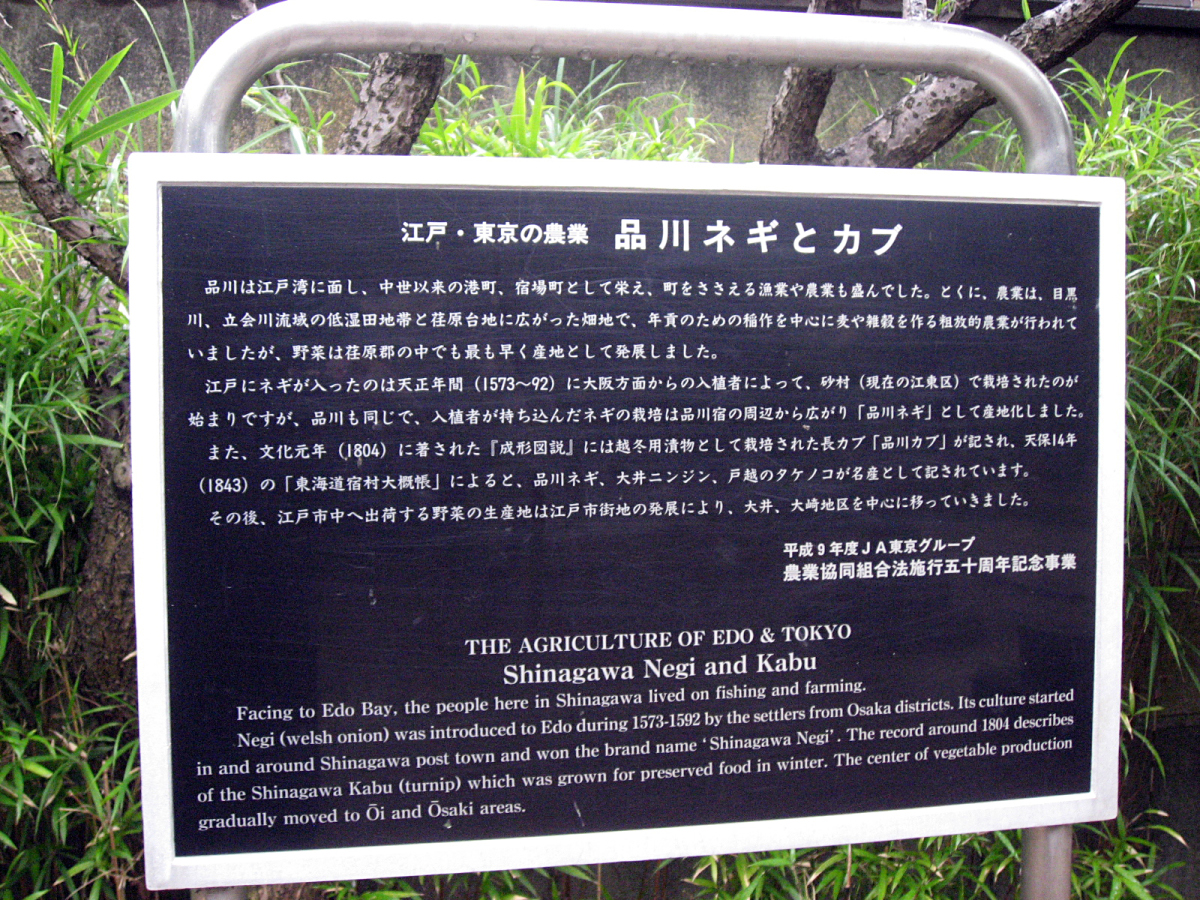 江戸・東京の農業 品川ネギとカブ
品川は江戸湾に面し、中世以来の港町、宿場町として栄え、町をささえる漁業や農業も盛んでした。とくに、農業は、目黒
川、立会川流域の低湿田地帯と荏原台地に広がった畑地で、年貢のための稲作を中心に麦や雑穀を作る粗放的農業が行われて
いましたが、野菜は荏原郡の中でも最も早く産地として発展しました。
江戸にネギが入ったのは天正年間(1573〜92)に大阪方面からの入植者によって、砂村(現在の江東区)で栽培されたのが
始まりですが、品川も同じで、入植者が持ち込んだネギの栽培は品川宿の周辺から広がり「品川ネギ」として産地化しました。
また、文化元年(1804)に著された『成形図説』には越冬用漬物として栽培された長カブ「品川カブ」が記され、天保14年
(1843)の「東海道宿村大概帳」によると、品川ネギ、大井ニンジン、戸越のタケノコが名産として記されています。
その後、江戸市中へ出荷する野菜の生産地は江戸市街地の発展により、大井、大崎地区を中心に移っていきました。
平成9年度JA東京グループ
農業協同組合法施行五十周年記念事業
THE AGRICULTURE OF EDO & TOKYO
Shinagawa Negi and Kabu
Facing to Edo Bay, the people here in Shinagawa lived on fishing and farming.
Negi (welsh onion) was introduced to Edo during 1573-1592 by the settlers from Osaka districts. Its culture started
in and around Shinagawa post town and won the brand name ‘Shinagawa Negi’. The record around 1804 describes
of the Shinagawa Kabu (turnip) which was grown for preserved food in winter. The center of vegetable production
gradually moved to Ōi and Ōsaki areas.